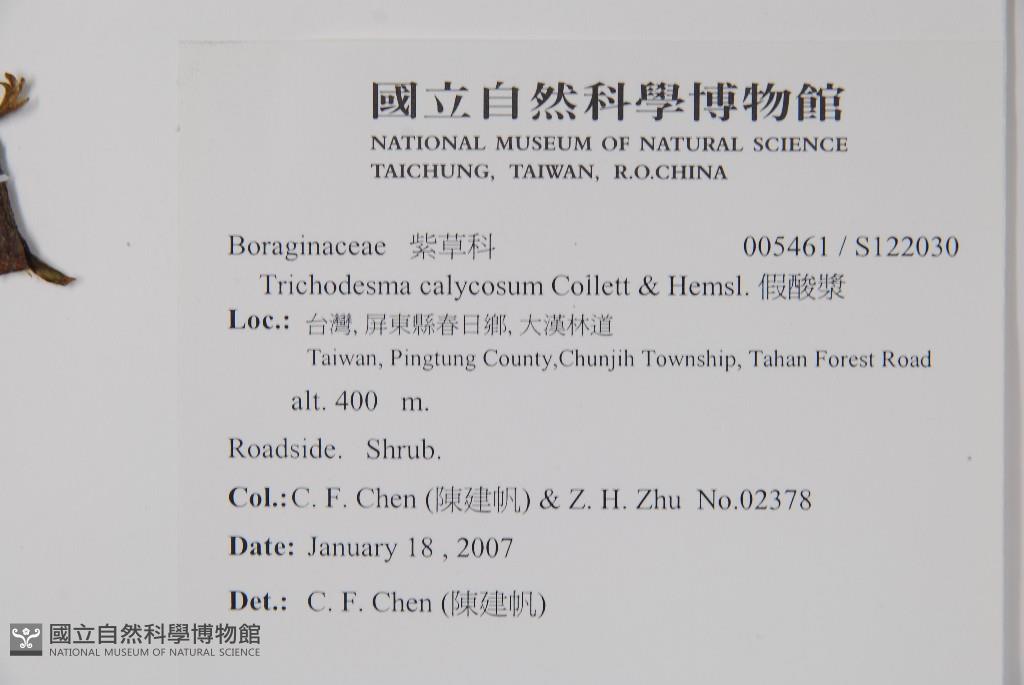 國立自然科學博物館
NATIONAL MUSEUM OF NATURAL SCIENCE
TAICHUNG, TAIWAN, R.O.CHINA
Boraginaceae 紫草科 005461 / S122030
Trichodesma calycosum Coilett & Hemsl. 假酸漿
Loc.: 台灣, 屏東縣春日鄉, 大漢林道
Taiwan, Pingtung County,Chunjih Township, Tahan Forest Road
alt. 400 m.
Roadside. Shrub.
Col.: C. F. Chen (陳建帆) & Z. H. Zhu No.02378
Date: January 18 , 2007
Det.: C. F. Chen (陳建帆)
國立自然科學博物館
NATIONAL MUSEUM OF NATURAL SCIENCE